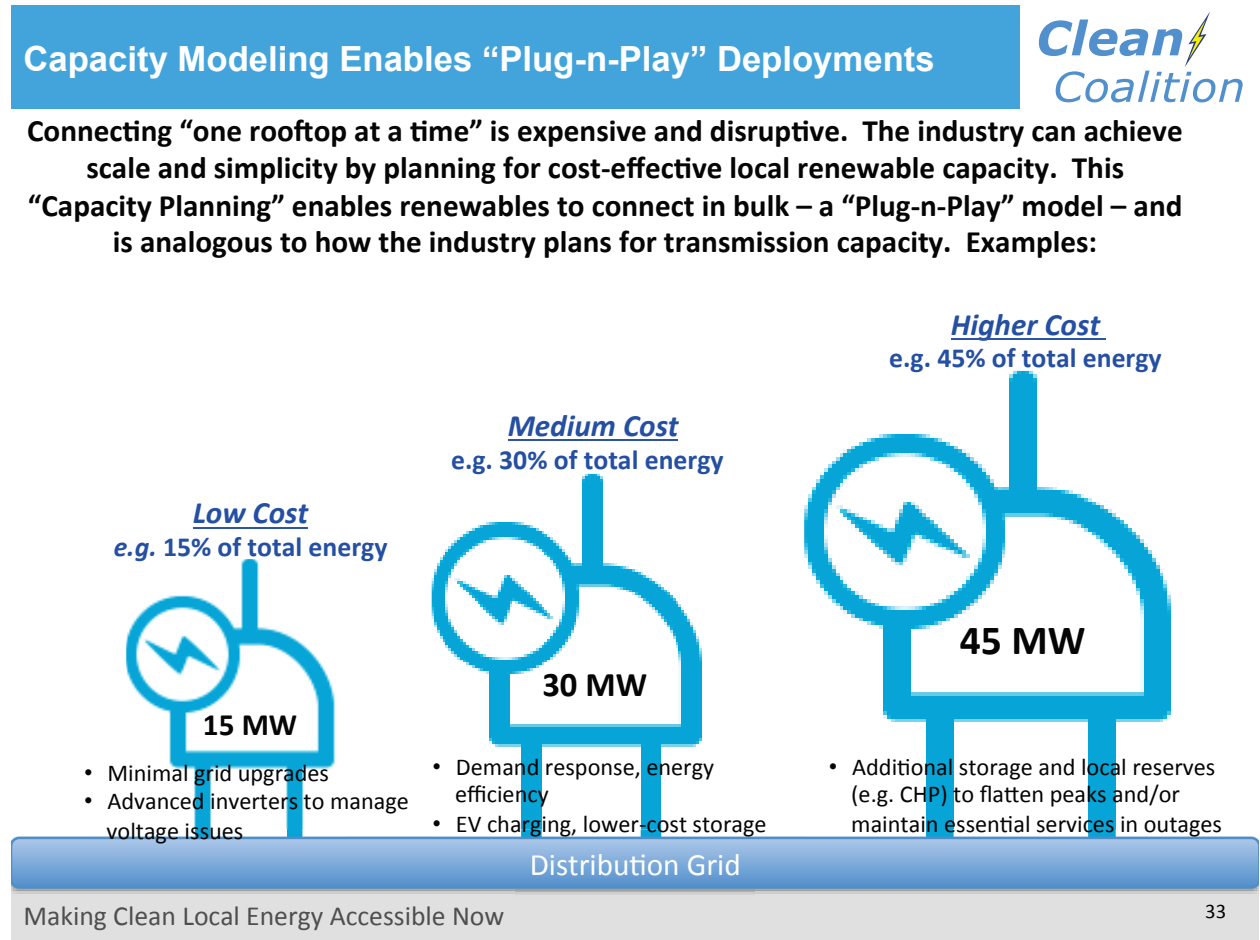 Capacity Modeling Enables “Plug-n-Play” Deployments
Clean
Coalition
Connecting “one rooftop at a time” is expensive and disruptive.  The industry can achieve
scale and simplicity by planning for cost-effective local renewable capacity.  This
“Capacity Planning” enables renewables to connect in bulk – a “Plug-n-Play” model – and
is analogous to how the industry plans for transmission capacity.  Examples:
Low Cost
e.g. 15% of total energy
15 MW
• Minimal grid upgrades
• Advanced inverters to manage
voltage issues
Medium Cost
e.g. 30% of total energy
30 MW
• Demand response, energy
efficiency
• EV charging, lower-cost storage
Higher Cost
e.g. 45% of total energy
45 MW
• Additional storage and local reserves
(e.g. CHP) to flatten peaks and/or
maintain essential services in outages
Distribution Grid
Making Clean Local Energy Accessible Now
33